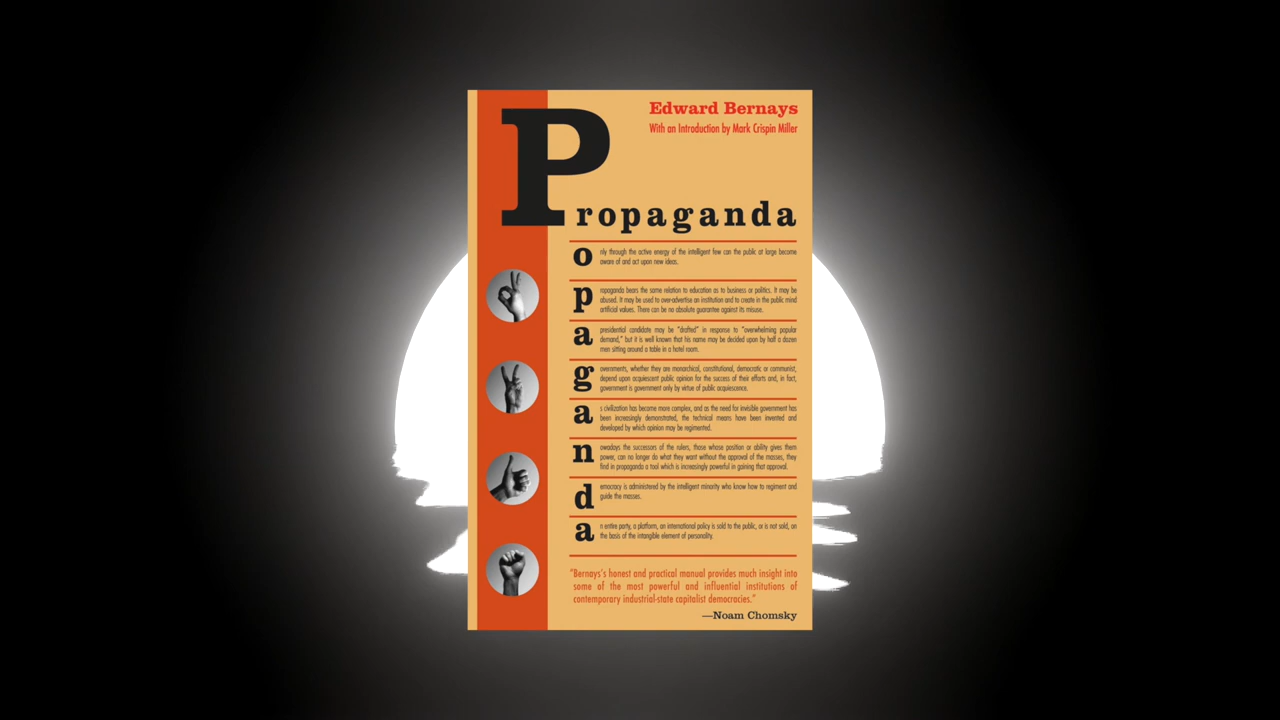 Edward Bernays
With an Introduction by Mark Crispin Miller
Propaganda
only through the active energy of the intelligent few can the public at large become
aware of and act upon new ideas.
propaganda bears the same relation to education as to business or politics. It may be
abused. It may be used to over-advertise an institution and to create in the public mind
artificial values. There can be no absolute guarantee against its misuse.
a presidential candidate may be "drafted" in response to "overwhelming popular
demand," but it is well known that his name may be decided upon by half a dozen
men sitting around a table in a hotel room.
governments, whether they are monarchical, constitutional, democratic or communist,
depend upon acquiescent public opinion for the success of their efforts and, in fact,
government is government only by virtue of public acquiescence.
as civilization has become more complex, and as the need for invisible government has
been increasingly demonstrated, the technical means have been invented and
developed by which opinion may be regimented.
nowadays the successors of the rulers, those whose position or ability gives them
power, can no longer do what they want without the approval of the masses, they
find in propaganda a tool which is increasingly powerful in gaining that approval.
democracy is administered by the intelligent minority who know how to regiment and
guide the masses.
an entire party, a platform, an international policy is sold to the public, or is not sold, on
the basis of the intangible element of personality.
"Bernays's honest and practical manual provides much insight into
some of the most powerful and influential institutions of
contemporary industrial-state capitalist democracies."
—Noam Chomsky